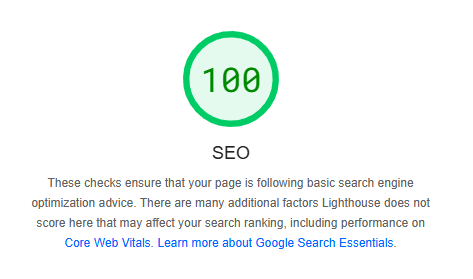 100
SEO
These checks ensure that your page is following basic search engine
optimization advice. There are many additional factors Lighthouse does not
score here that may affect your search ranking, including performance on
Core Web Vitals. Learn more about Google Search Essentials.